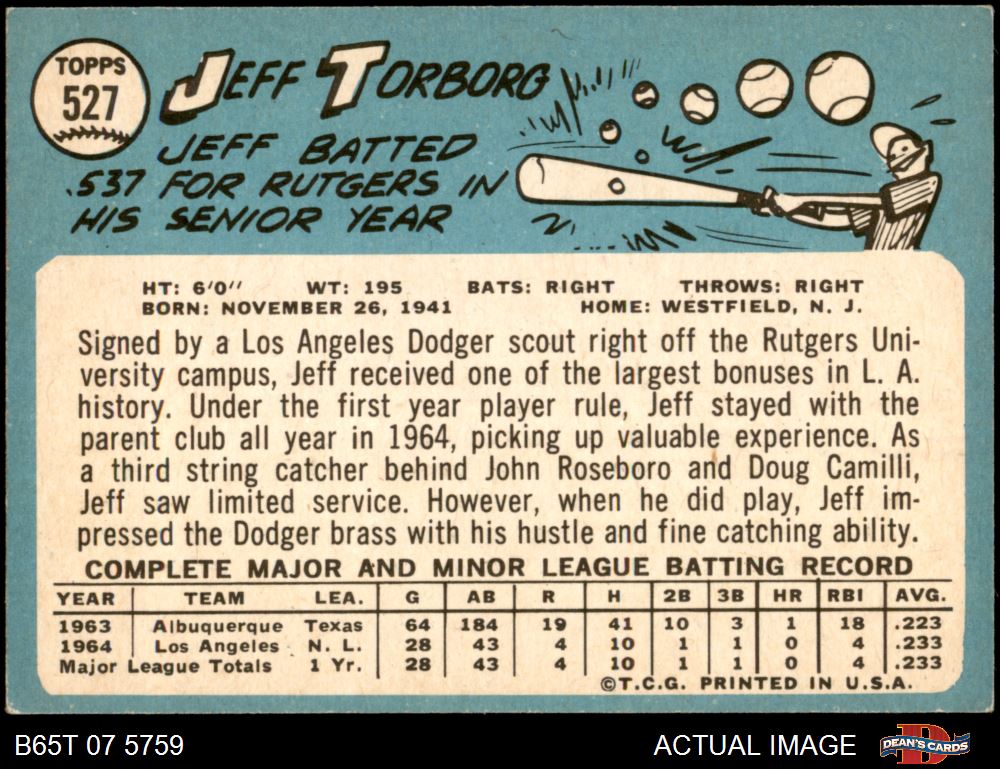 TOPPS
527
JEFF TORBORG
JEFF BATTED
.537 FOR RUTGERS IN
HIS SENIOR YEAR
HT: 6'0" WT: 195 BATS: RIGHT THROWS: RIGHT
BORN: NOVEMBER 26, 1941 HOME: WESTFIELD, N. J.
Signed by a Los Angeles Dodger scout right off the Rutgers Uni-
versity campus, Jeff received one of the largest bonuses in L. A.
history. Under the first year player rule, Jeff stayed with the
parent club all year in 1964, picking up valuable experience. As
a third string catcher behind John Roseboro and Doug Camilli,
Jeff saw limited service. However, when he did play, Jeff im-
pressed the Dodger brass with his hustle and fine catching ability.
COMPLETE MAJOR AND MINOR LEAGUE BATTING RECORD
YEAR TEAM LEA. G AB R H 2B 3B HR RBI AVG.
1963 Albuquerque Texas 64 184 19 41 10 3 1 18 .223
1964 Los Angeles N. L. 28 43 4 10 1 1 0 4 .233
Major League Totals 1 Yr. 28 43 4 10 1 1 0 4 .233
©T.C.G. PRINTED IN U.S.A.
B65T 07 5759 ACTUAL IMAGE DEAN'S CARDS